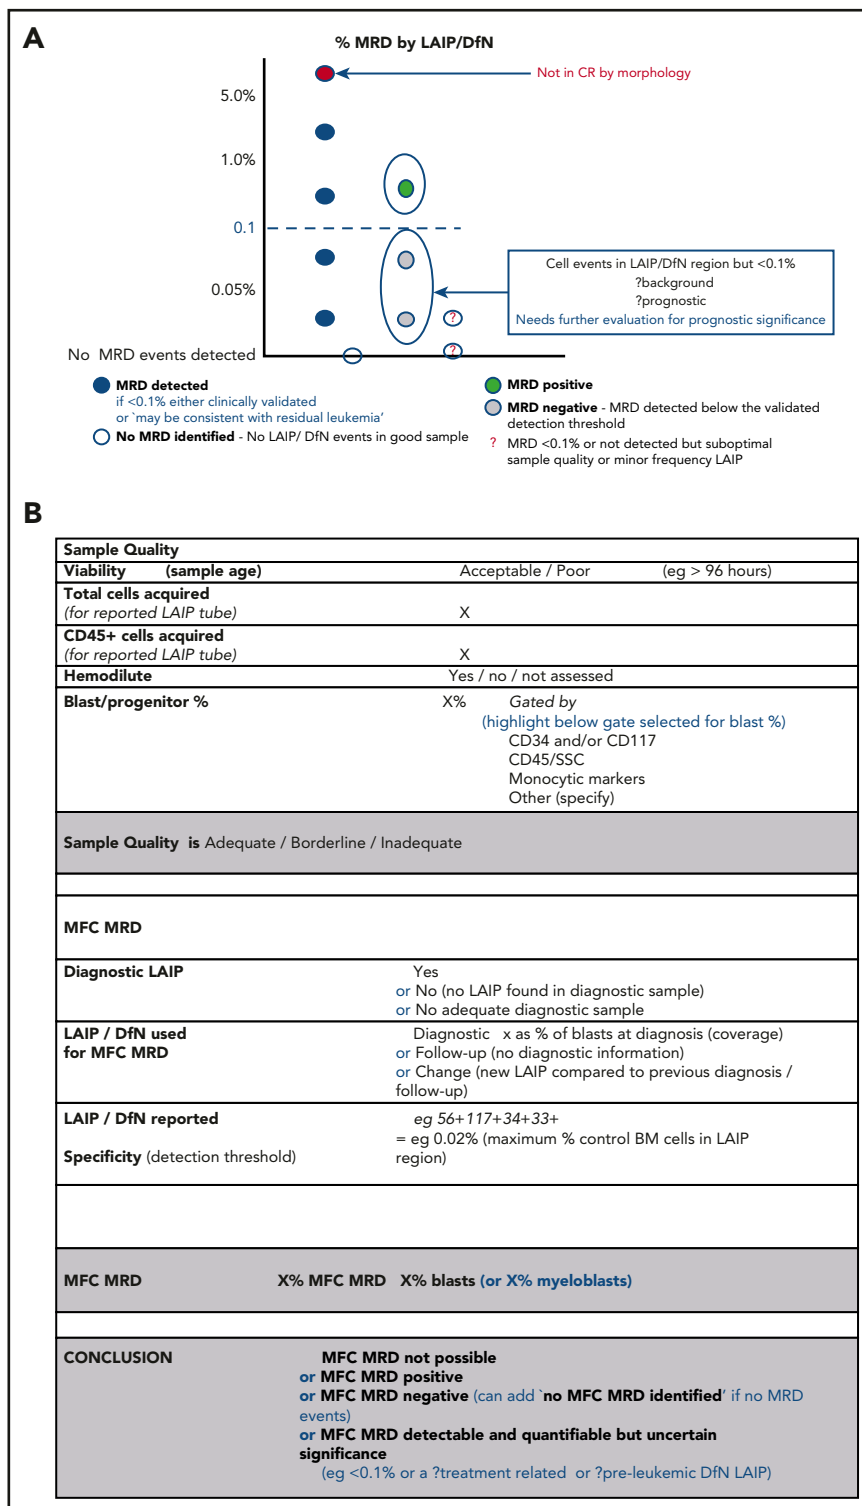 A
% MRD by LAIP/DfN
Not in CR by morphology
5.0%
1.0%
0.1
0.05%
Cell events in LAIP/DfN region but <0.1%
?background
?prognostic
Needs further evaluation for prognostic significance
?
?
No MRD events detected
MRD detected
if <0.1% either clinically validated
or `may be consistent with residual leukemia'
No MRD identified - No LAIP/ DfN events in good sample
MRD positive
MRD negative - MRD detected below the validated
detection threshold
? MRD <0.1% or not detected but suboptimal
sample quality or minor frequency LAIP
B
Sample Quality
Viability (sample age) Acceptable / Poor (eg > 96 hours)
Total cells acquired
(for reported LAIP tube) X
CD45+ cells acquired
(for reported LAIP tube) X
Hemodilute Yes / no / not assessed
Blast/progenitor % X% Gated by
(highlight below gate selected for blast %)
CD34 and/or CD117
CD45/SSC
Monocytic markers
Other (specify)
Sample Quality is Adequate / Borderline / Inadequate
MFC MRD
Diagnostic LAIP Yes
or No (no LAIP found in diagnostic sample)
or No adequate diagnostic sample
LAIP / DfN used Diagnostic x as % of blasts at diagnosis (coverage)
for MFC MRD or Follow-up (no diagnostic information)
or Change (new LAIP compared to previous diagnosis /
follow-up)
LAIP / DfN reported eg 56+117+34+33+
= eg 0.02% (maximum % control BM cells in LAIP
Specificity (detection threshold) region)
MFC MRD X% MFC MRD X% blasts (or X% myeloblasts)
CONCLUSION MFC MRD not possible
or MFC MRD positive
or MFC MRD negative (can add `no MFC MRD identified' if no MRD
events)
or MFC MRD detectable and quantifiable but uncertain
significance
(eg <0.1% or a ?treatment related or ?pre-leukemic DfN LAIP)